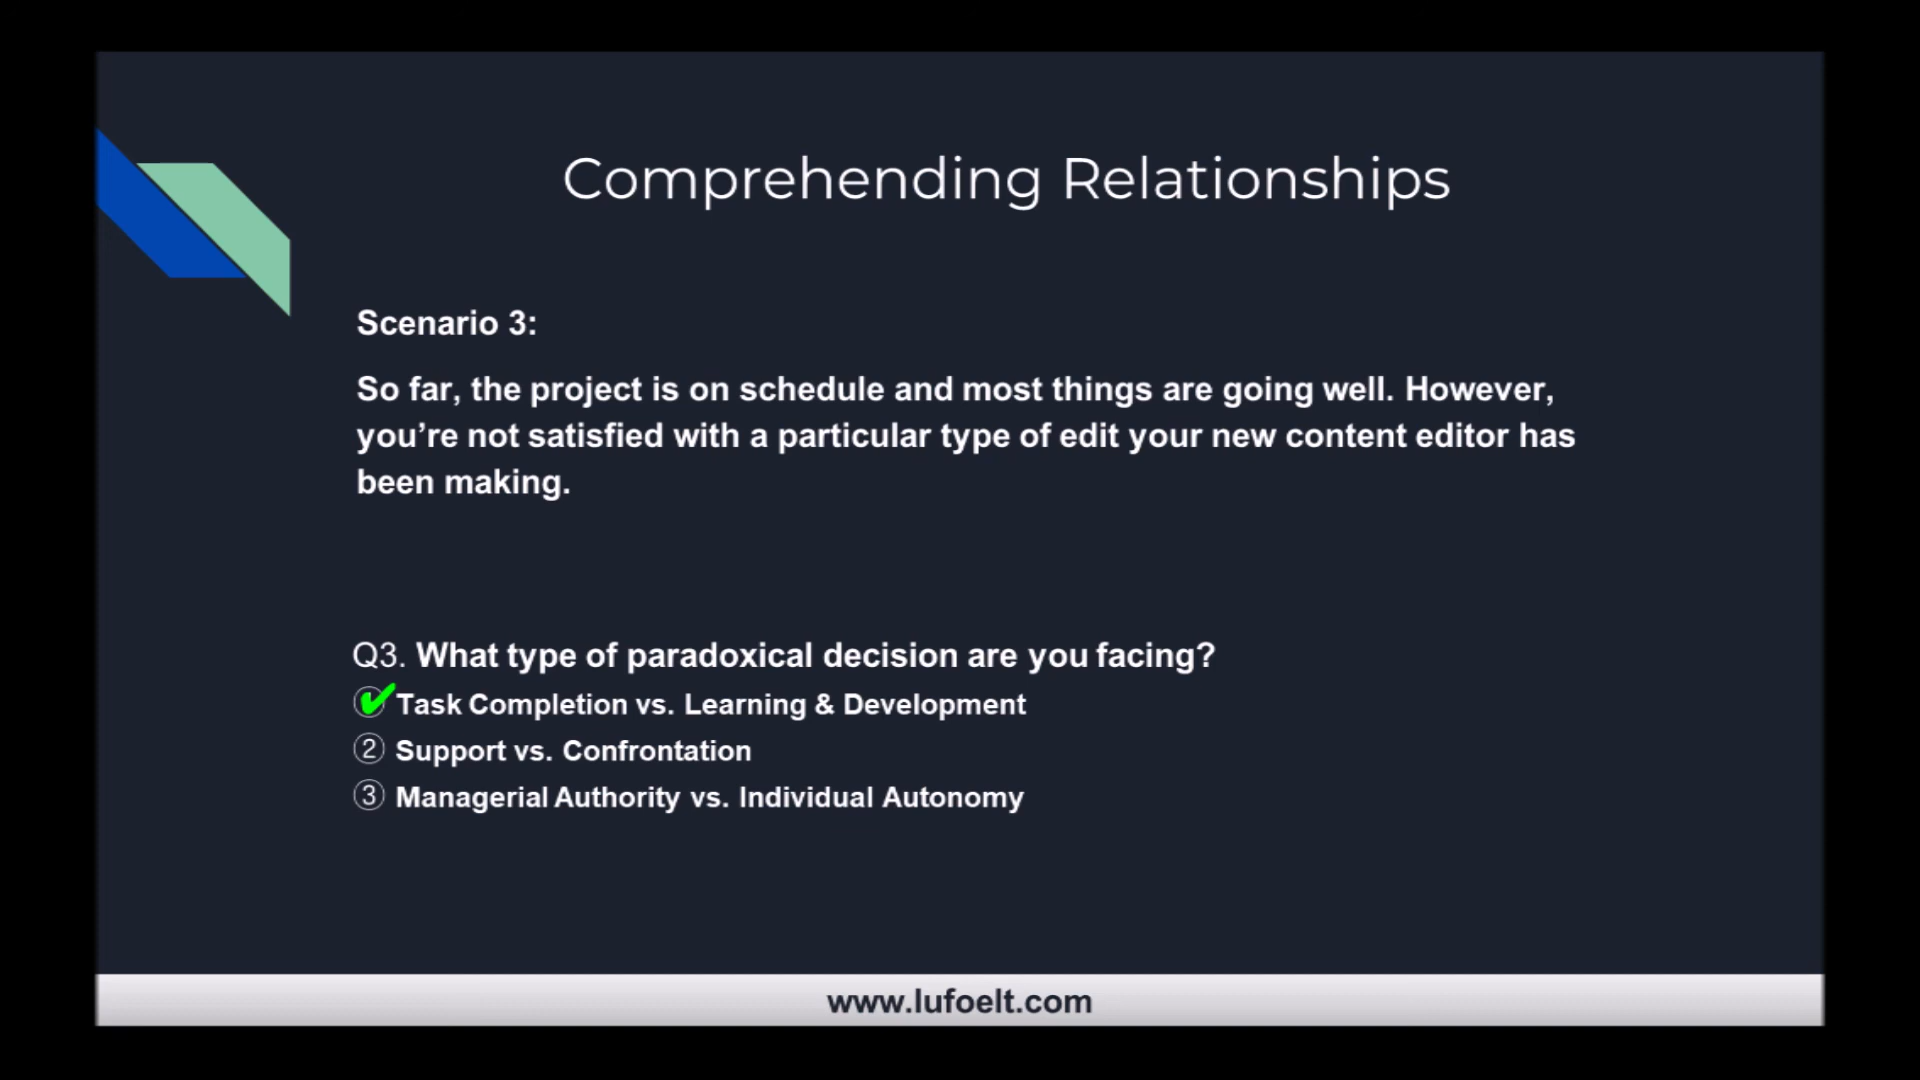 Comprehending Relationships
Scenario 3:
So far, the project is on schedule and most things are going well. However,
you’re not satisfied with a particular type of edit your new content editor has
been making.
Q3. What type of paradoxical decision are you facing?
✔ Task Completion vs. Learning & Development
② Support vs. Confrontation
③ Managerial Authority vs. Individual Autonomy
www.lufoelt.com